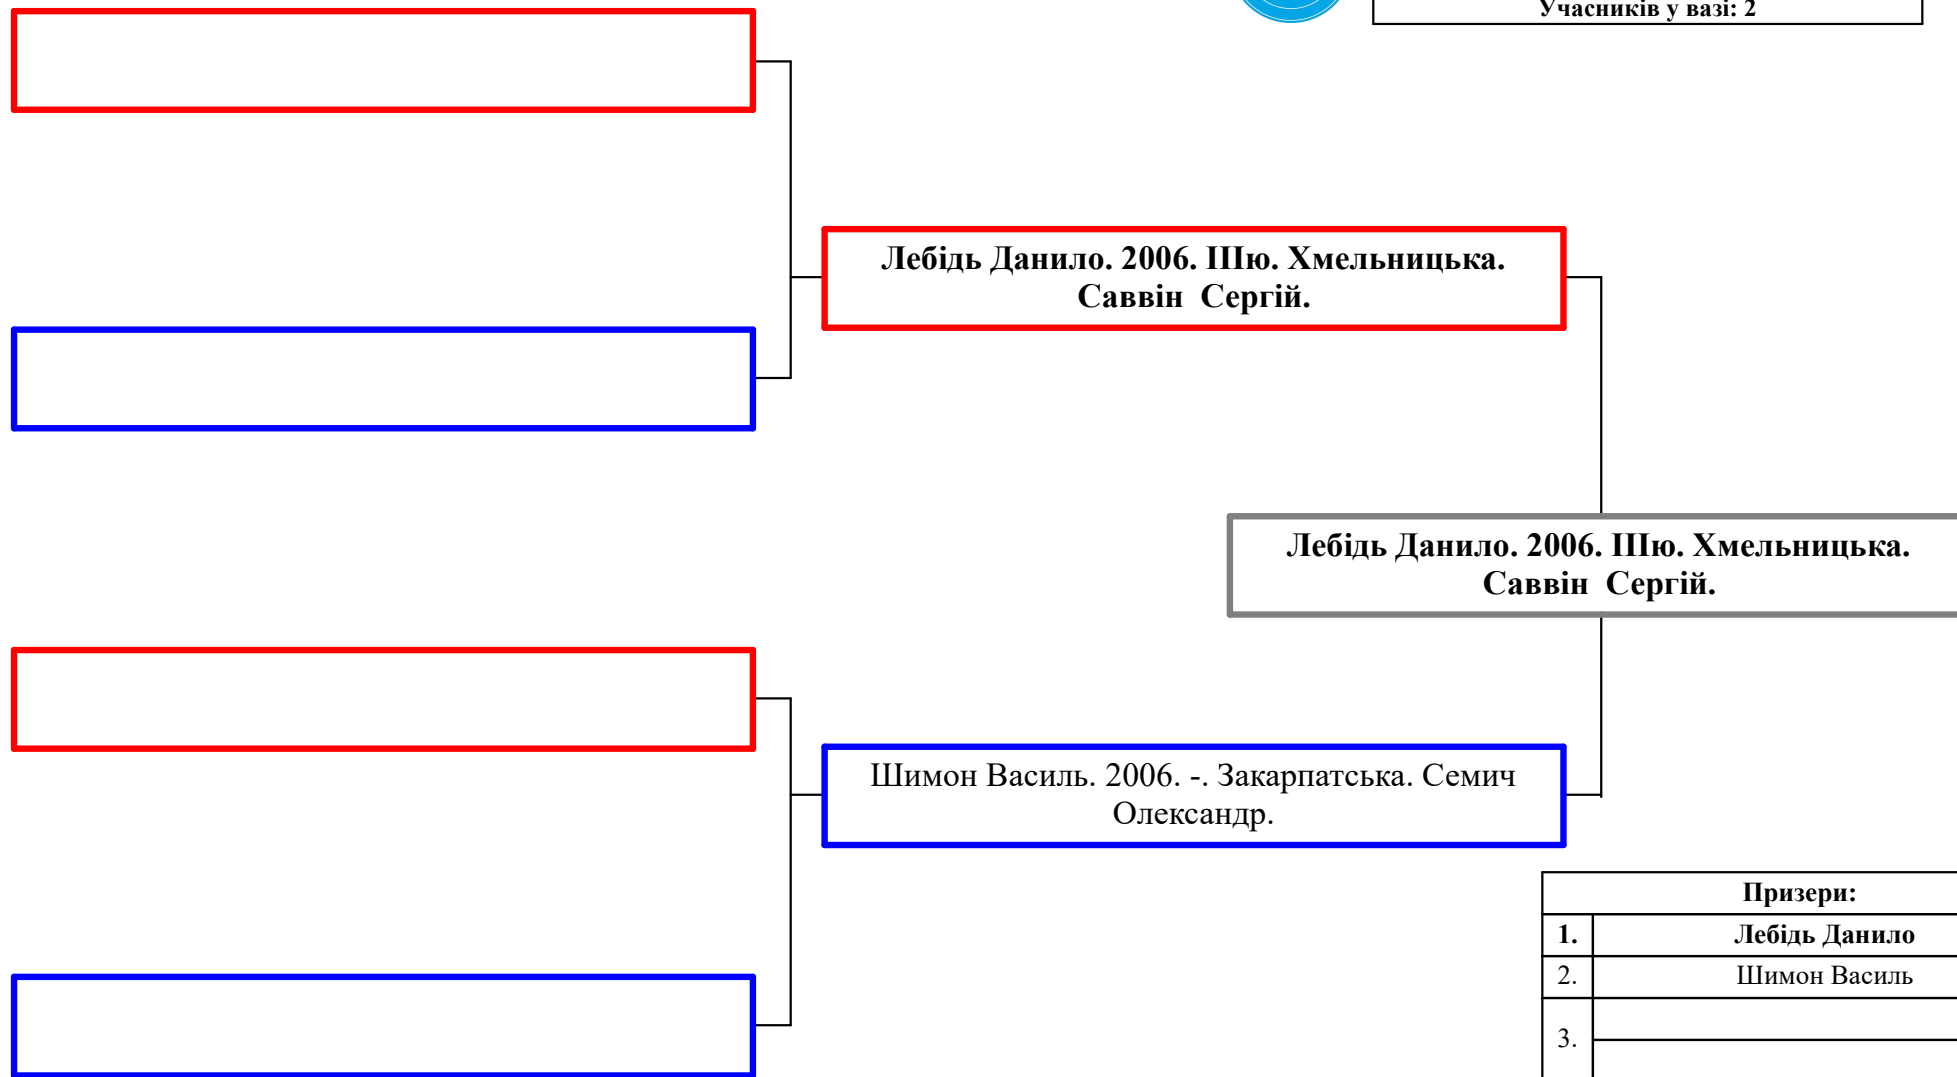 Учасників у вазі: 2
Лебідь Данило. 2006. ІІІю. Хмельницька.
Саввін  Сергій.
Лебідь Данило. 2006. ІІІю. Хмельницька.
Саввін  Сергій.
Шимон Василь. 2006. -. Закарпатська. Семич
Олександр.
Призери:
1. Лебідь Данило
2. Шимон Василь
3.